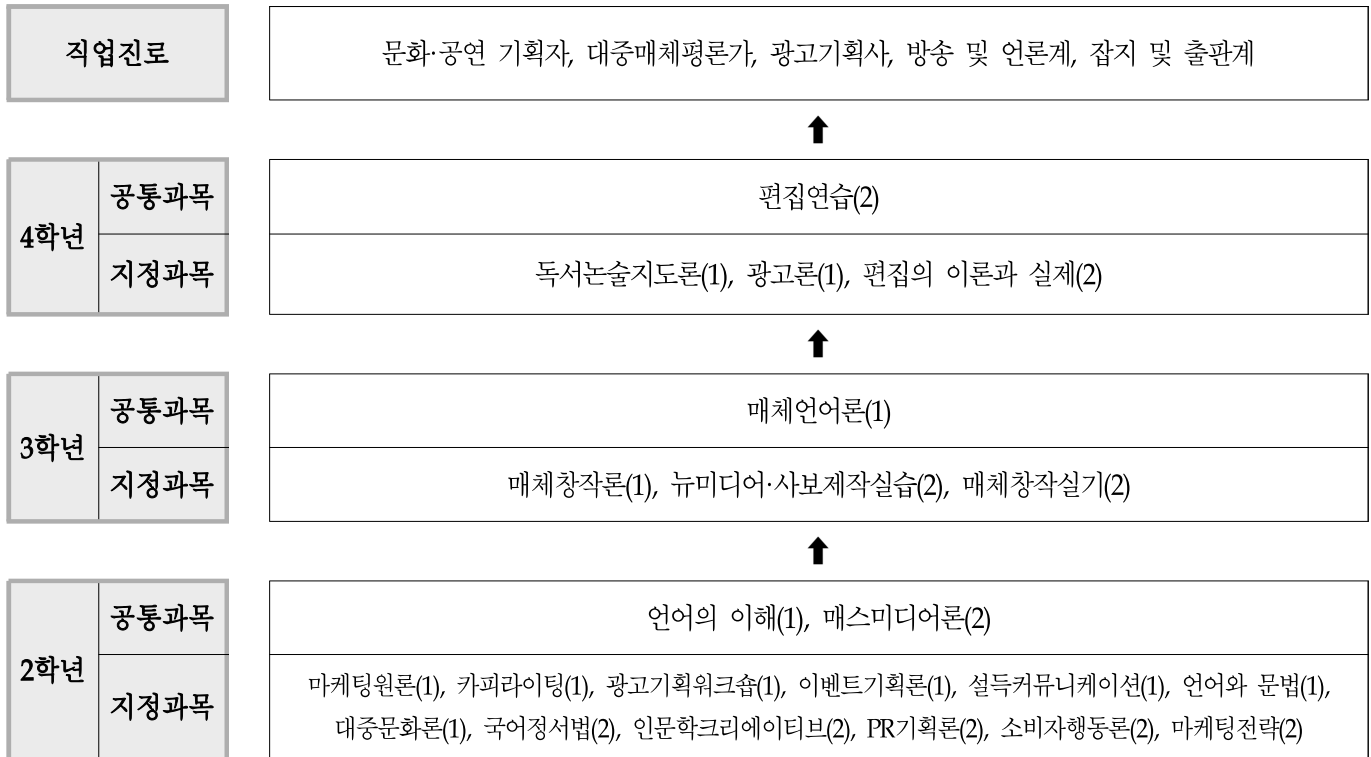 직업진로
문화·공연 기획자, 대중매체평론가, 광고기획사, 방송 및 언론계, 잡지 및 출판계
4학년
공통과목
편집연습(2)
지정과목
독서논술지도론(1), 광고론(1), 편집의 이론과 실제(2)
3학년
공통과목
매체언어론(1)
지정과목
매체창작론(1), 뉴미디어·사보제작실습(2), 매체창작실기(2)
2학년
공통과목
언어의 이해(1), 매스미디어론(2)
지정과목
마케팅원론(1), 카피라이팅(1), 광고기획워크숍(1), 이벤트기획론(1), 설득커뮤니케이션(1), 언어와 문법(1),
대중문화론(1), 국어정서법(2), 인문학크리에이티브(2), PR기획론(2), 소비자행동론(2), 마케팅전략(2)